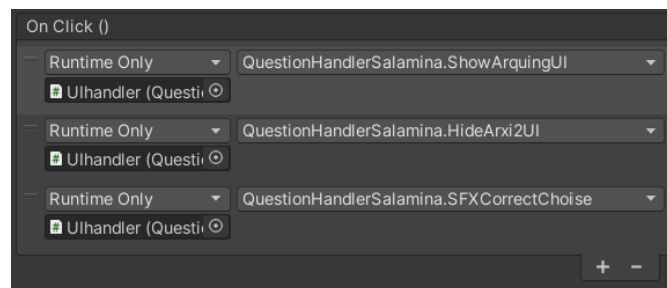 On Click ()
Runtime Only QuestionHandlerSalamina.ShowArquingUI
UIhandler (Questi
Runtime Only QuestionHandlerSalamina.HideArxi2UI
UIhandler (Questi
Runtime Only QuestionHandlerSalamina.SFXCorrectChoise
UIhandler (Questi
+ -